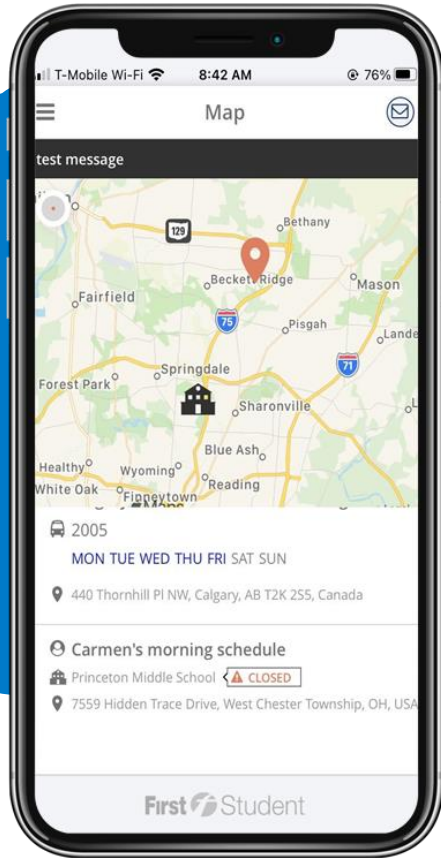 T-Mobile Wi-Fi 8:42 AM 76%
Map
test message
129
Bethany
Beckett Ridge
Mason
Fairfield
75
Pisgah
71
Lande
Springdale
Forest Park
Sharonville
Blue Ash
Healthy
Wyoming
Reading
White Oak
Finneytown
Maps
2005
MON TUE WED THU FRI SAT SUN
440 Thornhill Pl NW, Calgary, AB T2K 2S5, Canada
Carmen's morning schedule
Princeton Middle School CLOSED
7559 Hidden Trace Drive, West Chester Township, OH, USA
First Student